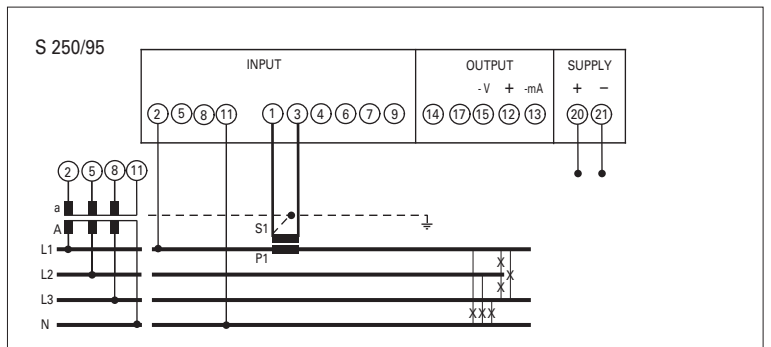 S 250/95
INPUT OUTPUT SUPPLY
- V + -mA + −
2 5 8 11 1 3 4 6 7 9 14 17 15 12 13 20 21
2 5 8 11
a
A S1
L1 P1
L2
L3
N